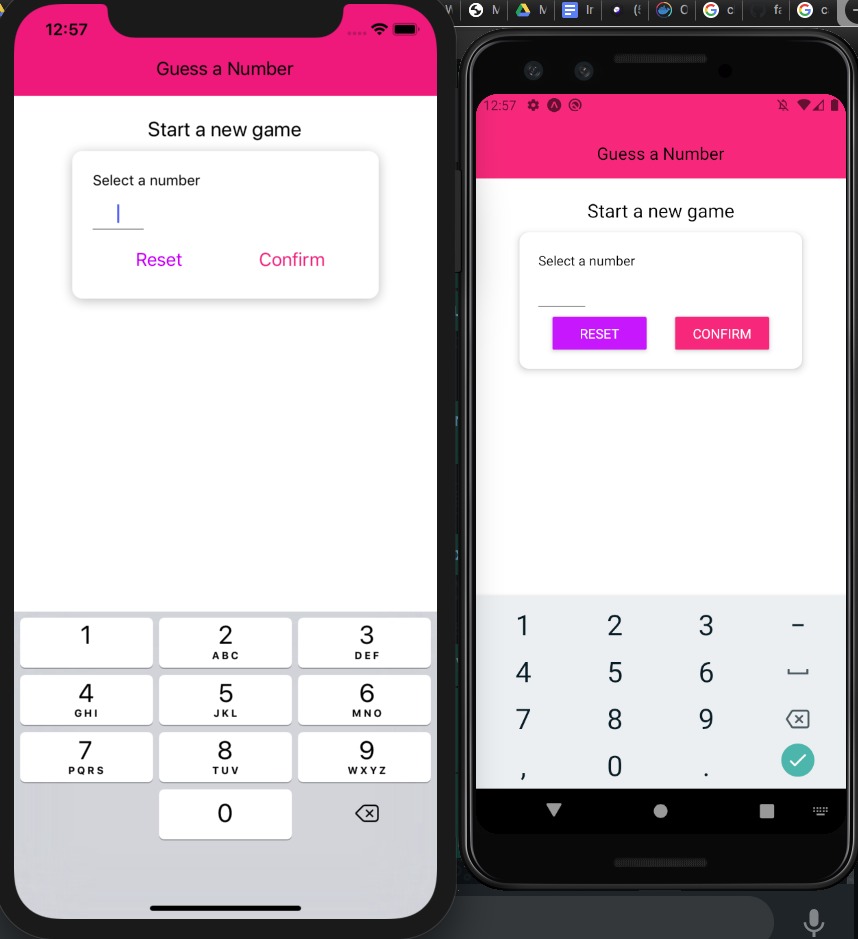 12:57
Guess a Number
Start a new game
Select a number
Reset Confirm
1 2 3
ABC DEF
4 5 6
GHI JKL MNO
7 8 9
PQRS TUV WXYZ
0
12:57
Guess a Number
Start a new game
Select a number
RESET CONFIRM
1 2 3 -
4 5 6
7 8 9
, 0 .